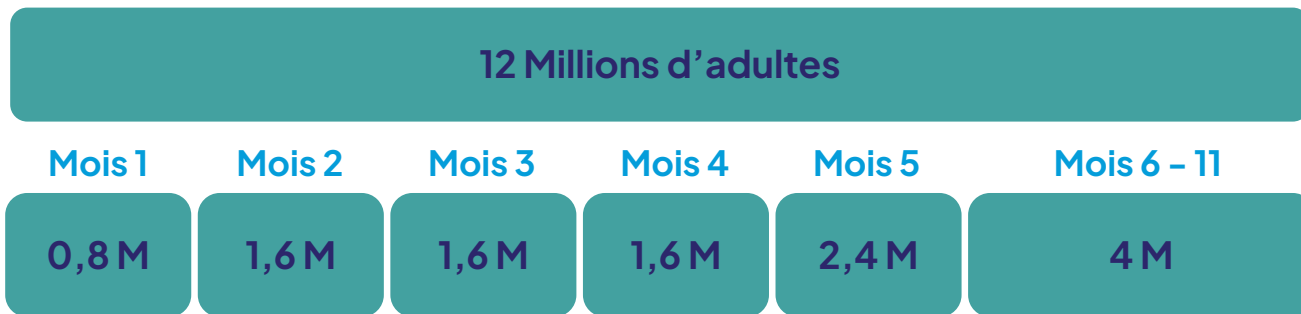 12 Millions d’adultes
Mois 1 Mois 2 Mois 3 Mois 4 Mois 5 Mois 6 – 11
0,8 M 1,6 M 1,6 M 1,6 M 2,4 M 4 M